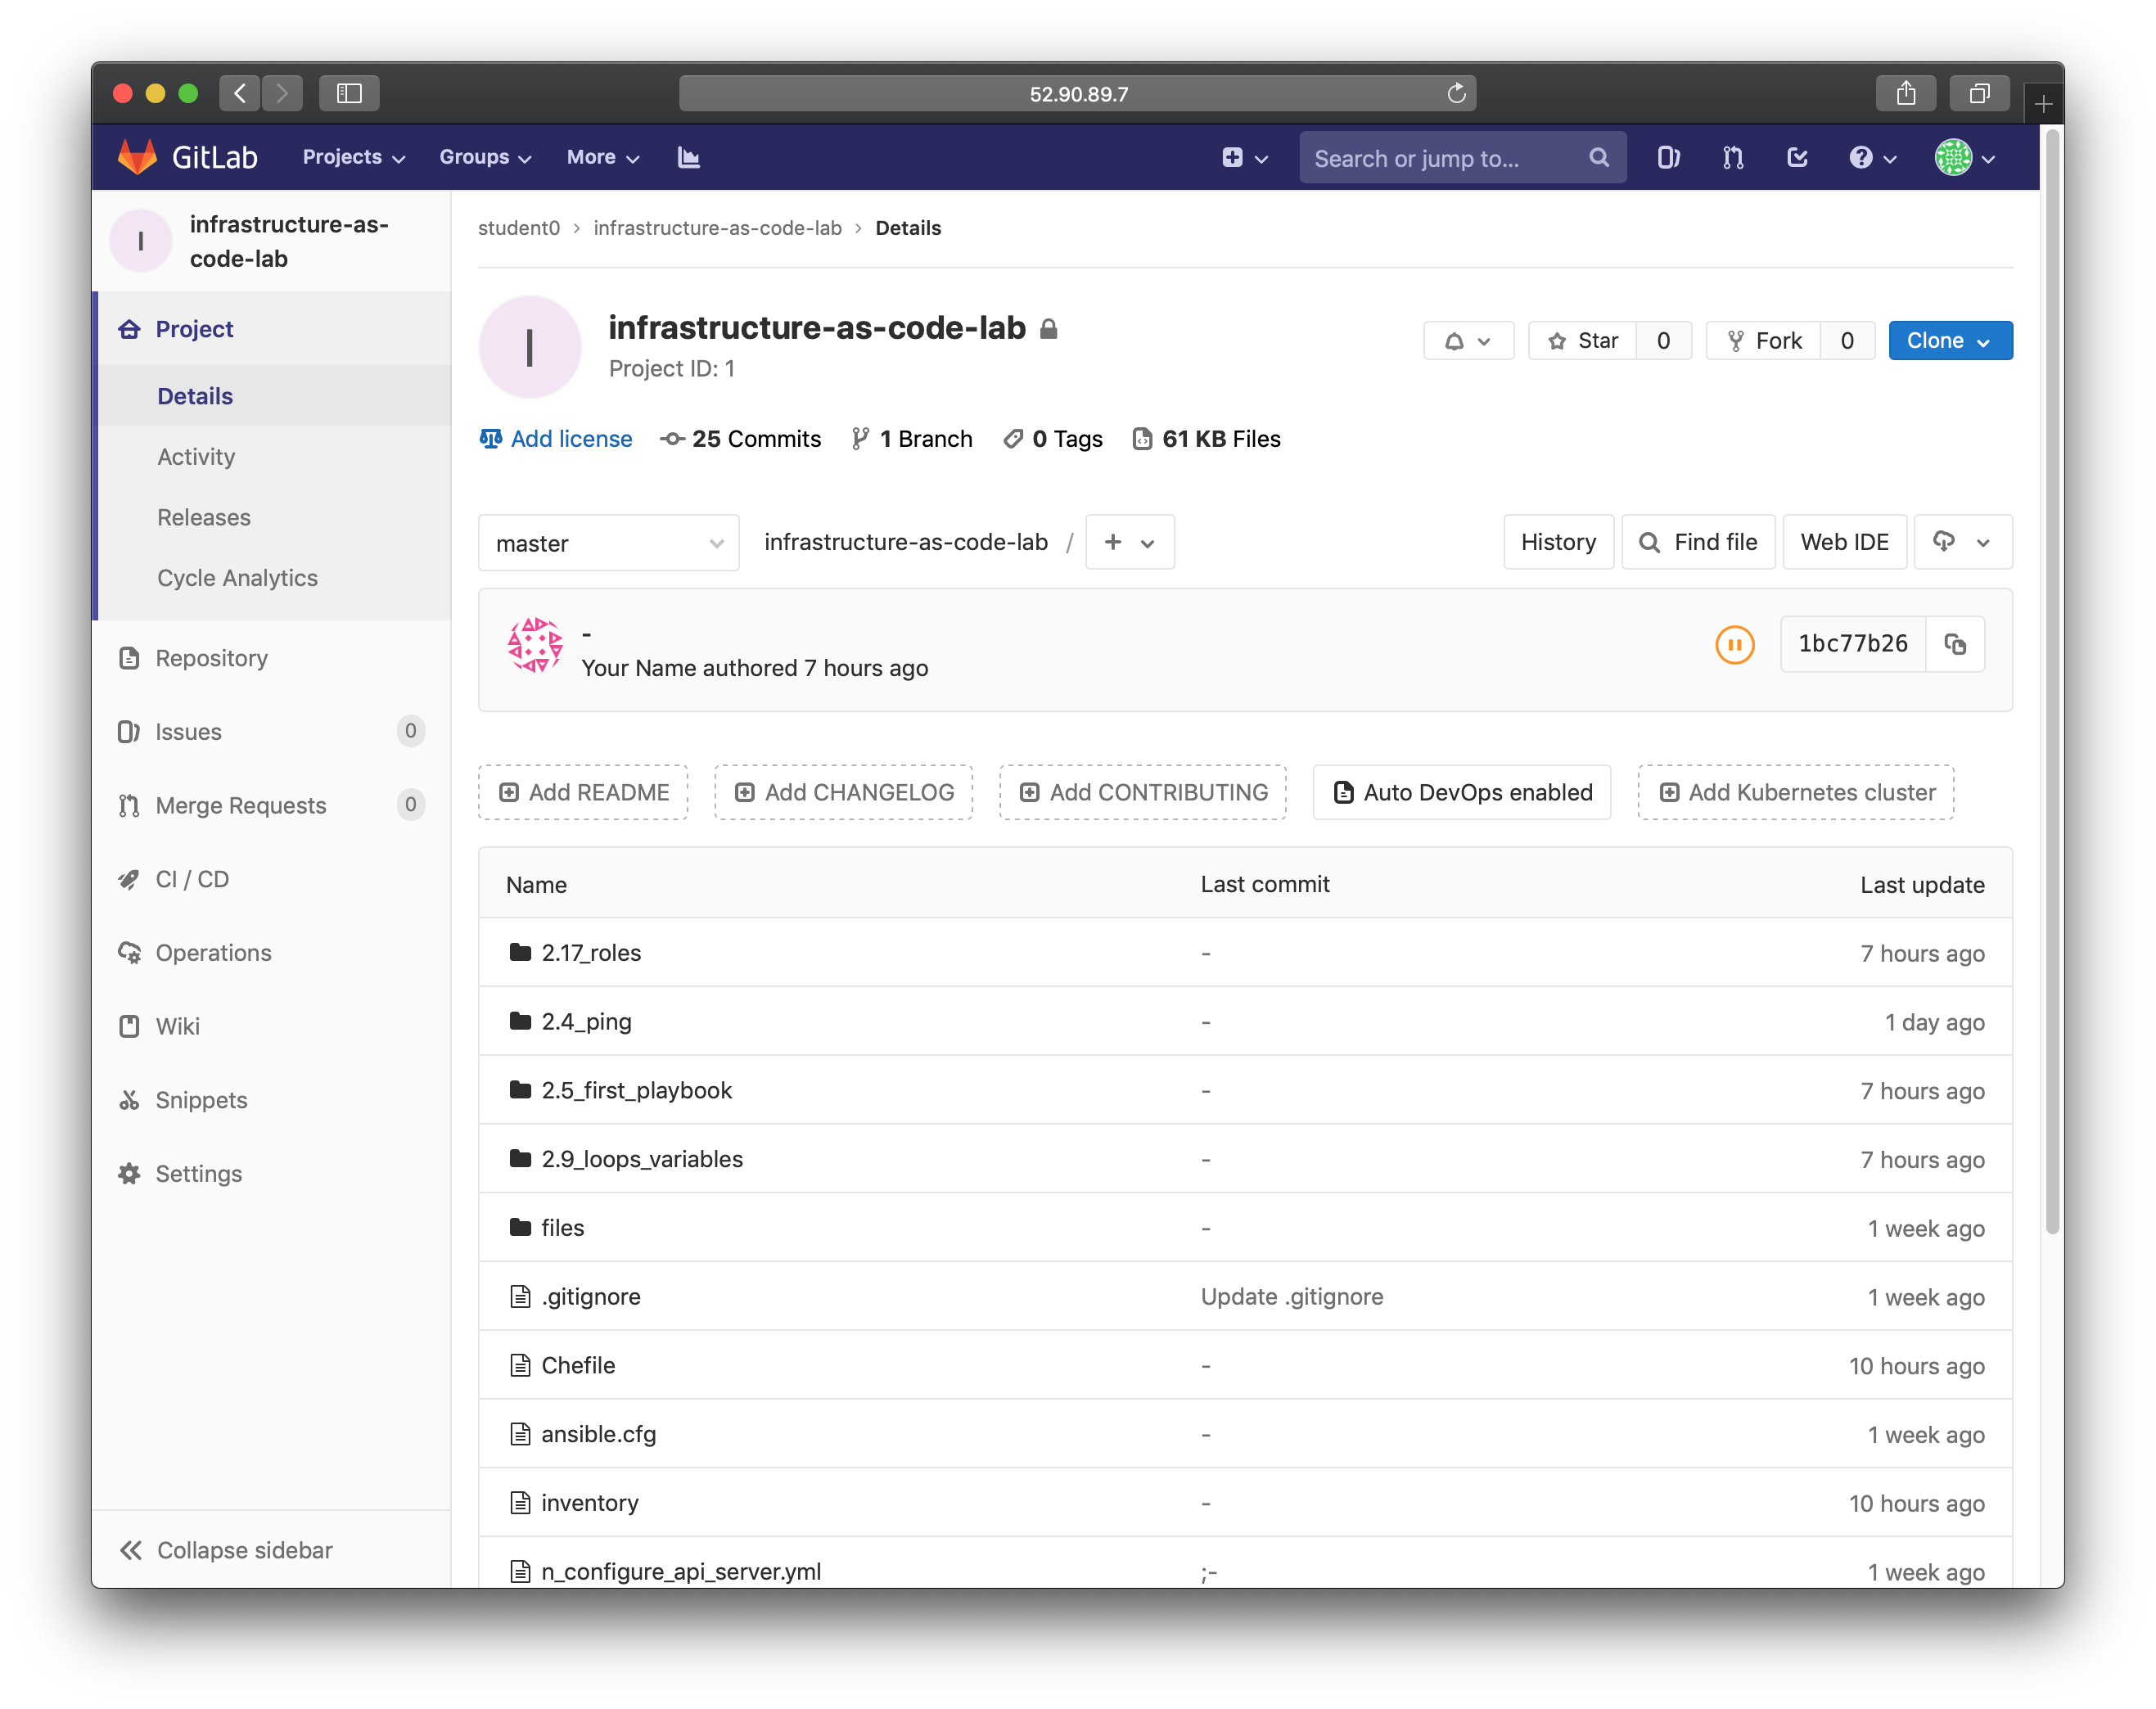 52.90.89.7
GitLab Projects Groups More Search or jump to...
infrastructure-as-
code-lab
Project
Details
Activity
Releases
Cycle Analytics
Repository
Issues 0
Merge Requests 0
CI / CD
Operations
Wiki
Snippets
Settings
Collapse sidebar
student0 › infrastructure-as-code-lab › Details
I
I
infrastructure-as-code-lab
Project ID: 1
Star 0 Fork 0 Clone
Add license 25 Commits 1 Branch 0 Tags 61 KB Files
master infrastructure-as-code-lab / + History Find file Web IDE
-
Your Name authored 7 hours ago
1bc77b26
Add README Add CHANGELOG Add CONTRIBUTING Auto DevOps enabled Add Kubernetes cluster
Name Last commit Last update
2.17_roles - 7 hours ago
2.4_ping - 1 day ago
2.5_first_playbook - 7 hours ago
2.9_loops_variables - 7 hours ago
files - 1 week ago
.gitignore Update .gitignore 1 week ago
Chefile - 10 hours ago
ansible.cfg - 1 week ago
inventory - 10 hours ago
n_configure_api_server.yml ;- 1 week ago